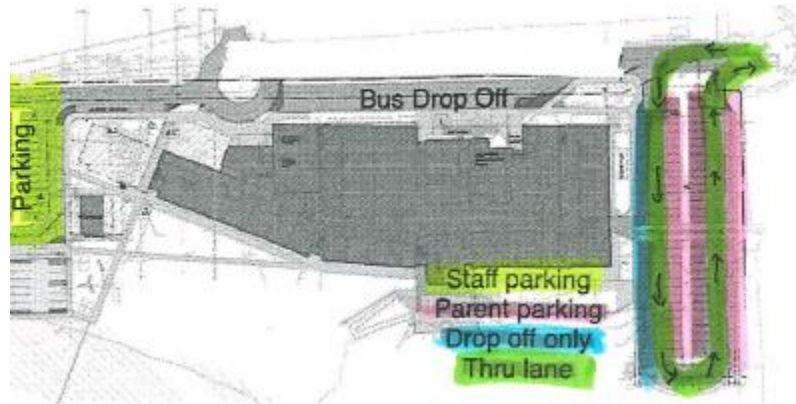 Bus Drop Off
Parking
Staff parking
Parent parking
Drop off only
Thru lane